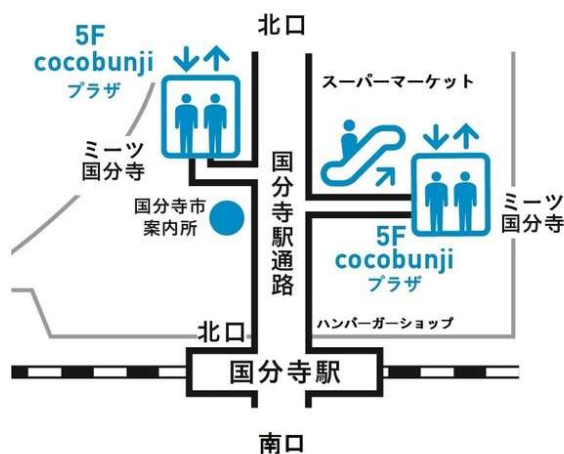 北口
5F
cocobunji
プラザ
スーパーマーケット
ミーツ
国分寺
国分寺駅通路
国分寺市
案内所
ミーツ
国分寺
5F
cocobunji
プラザ
北口
ハンバーガーショップ
国分寺駅
南口